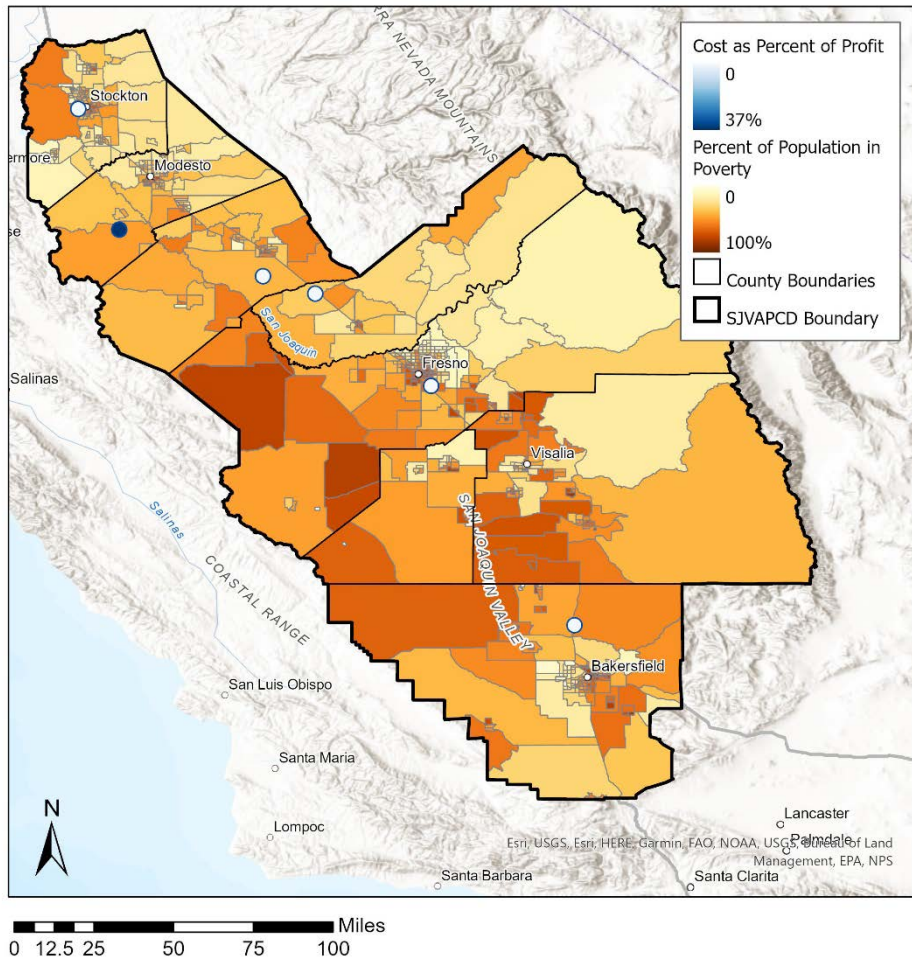 SIERRA NEVADA MOUNTAINS
Cost as Percent of Profit
0
37%
Percent of Population in
Poverty
0
100%
County Boundaries
SJVAPCD Boundary
Stockton
ermore
Modesto
se
San Joaquin
Fresno
Salinas
Visalia
Salinas
SAN JOAQUIN VALLEY
COASTAL RANGE
Bakersfield
San Luis Obispo
Santa Maria
N
Lompoc
Lancaster
Palmdale
Esri, USGS, Esri, HERE, Garmin, FAO, NOAA, USGS, Bureau of Land
Management, EPA, NPS
Santa Barbara
Santa Clarita
Miles
0 12.5 25 50 75 100